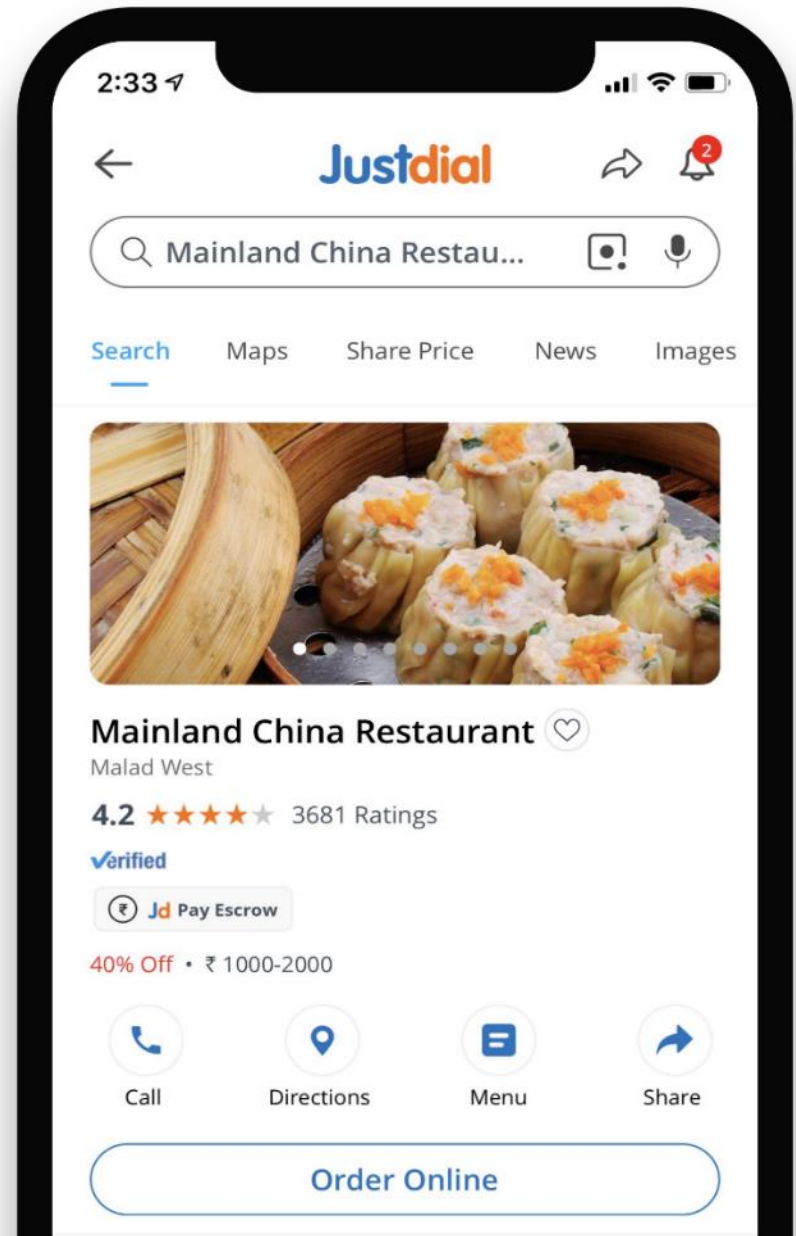 2:33
Justdial
2
Mainland China Restau...
Search Maps Share Price News Images
Mainland China Restaurant
Malad West
4.2 3681 Ratings
Verified
₹ Jd Pay Escrow
40% Off • ₹ 1000-2000
Call Directions Menu Share
Order Online